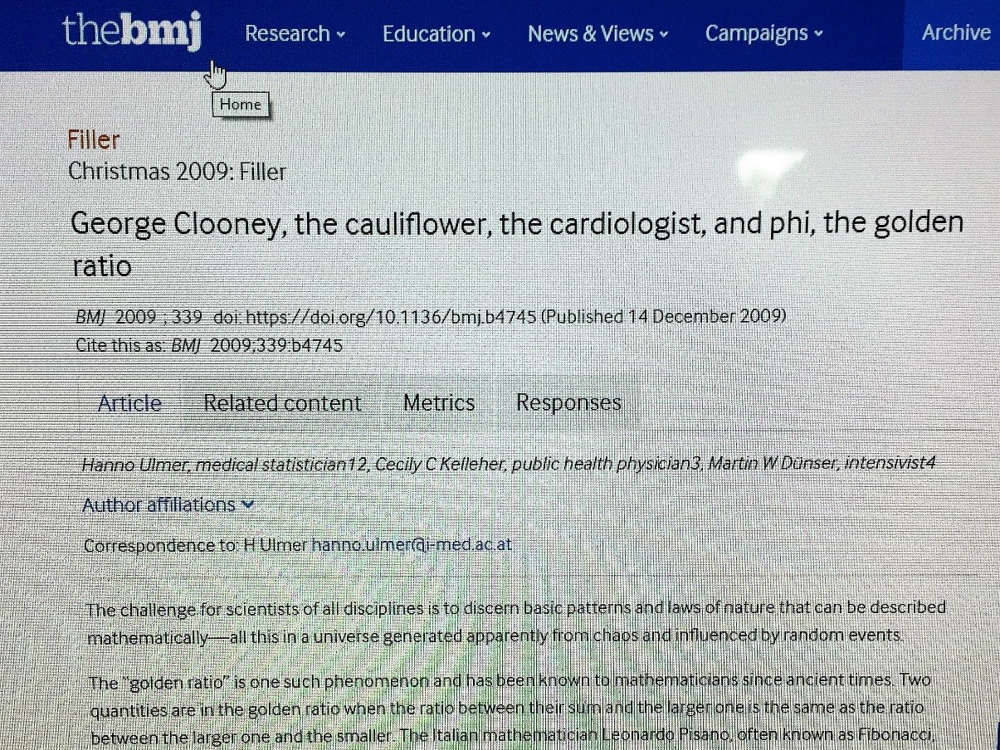 thebmj Research Education News & Views Campaigns Archive
Home
Filler
Christmas 2009: Filler
George Clooney, the cauliflower, the cardiologist, and phi, the golden
ratio
BMJ 2009 ; 339 doi: https://doi.org/10.1136/bmj.b4745 (Published 14 December 2009)
Cite this as: BMJ 2009;339:b4745
Article Related content Metrics Responses
Hanno Ulmer, medical statistician12, Cecily C Kelleher, public health physician3, Martin W Dünser, intensivist4
Author affiliations
Correspondence to: H Ulmer hanno.ulmer@i-med.ac.at
The challenge for scientists of all disciplines is to discern basic patterns and laws of nature that can be described
mathematically—all this in a universe generated apparently from chaos and influenced by random events.
The “golden ratio” is one such phenomenon and has been known to mathematicians since ancient times. Two
quantities are in the golden ratio when the ratio between their sum and the larger one is the same as the ratio
between the larger one and the smaller. The Italian mathematician Leonardo Pisano, often known as Fibonacci,